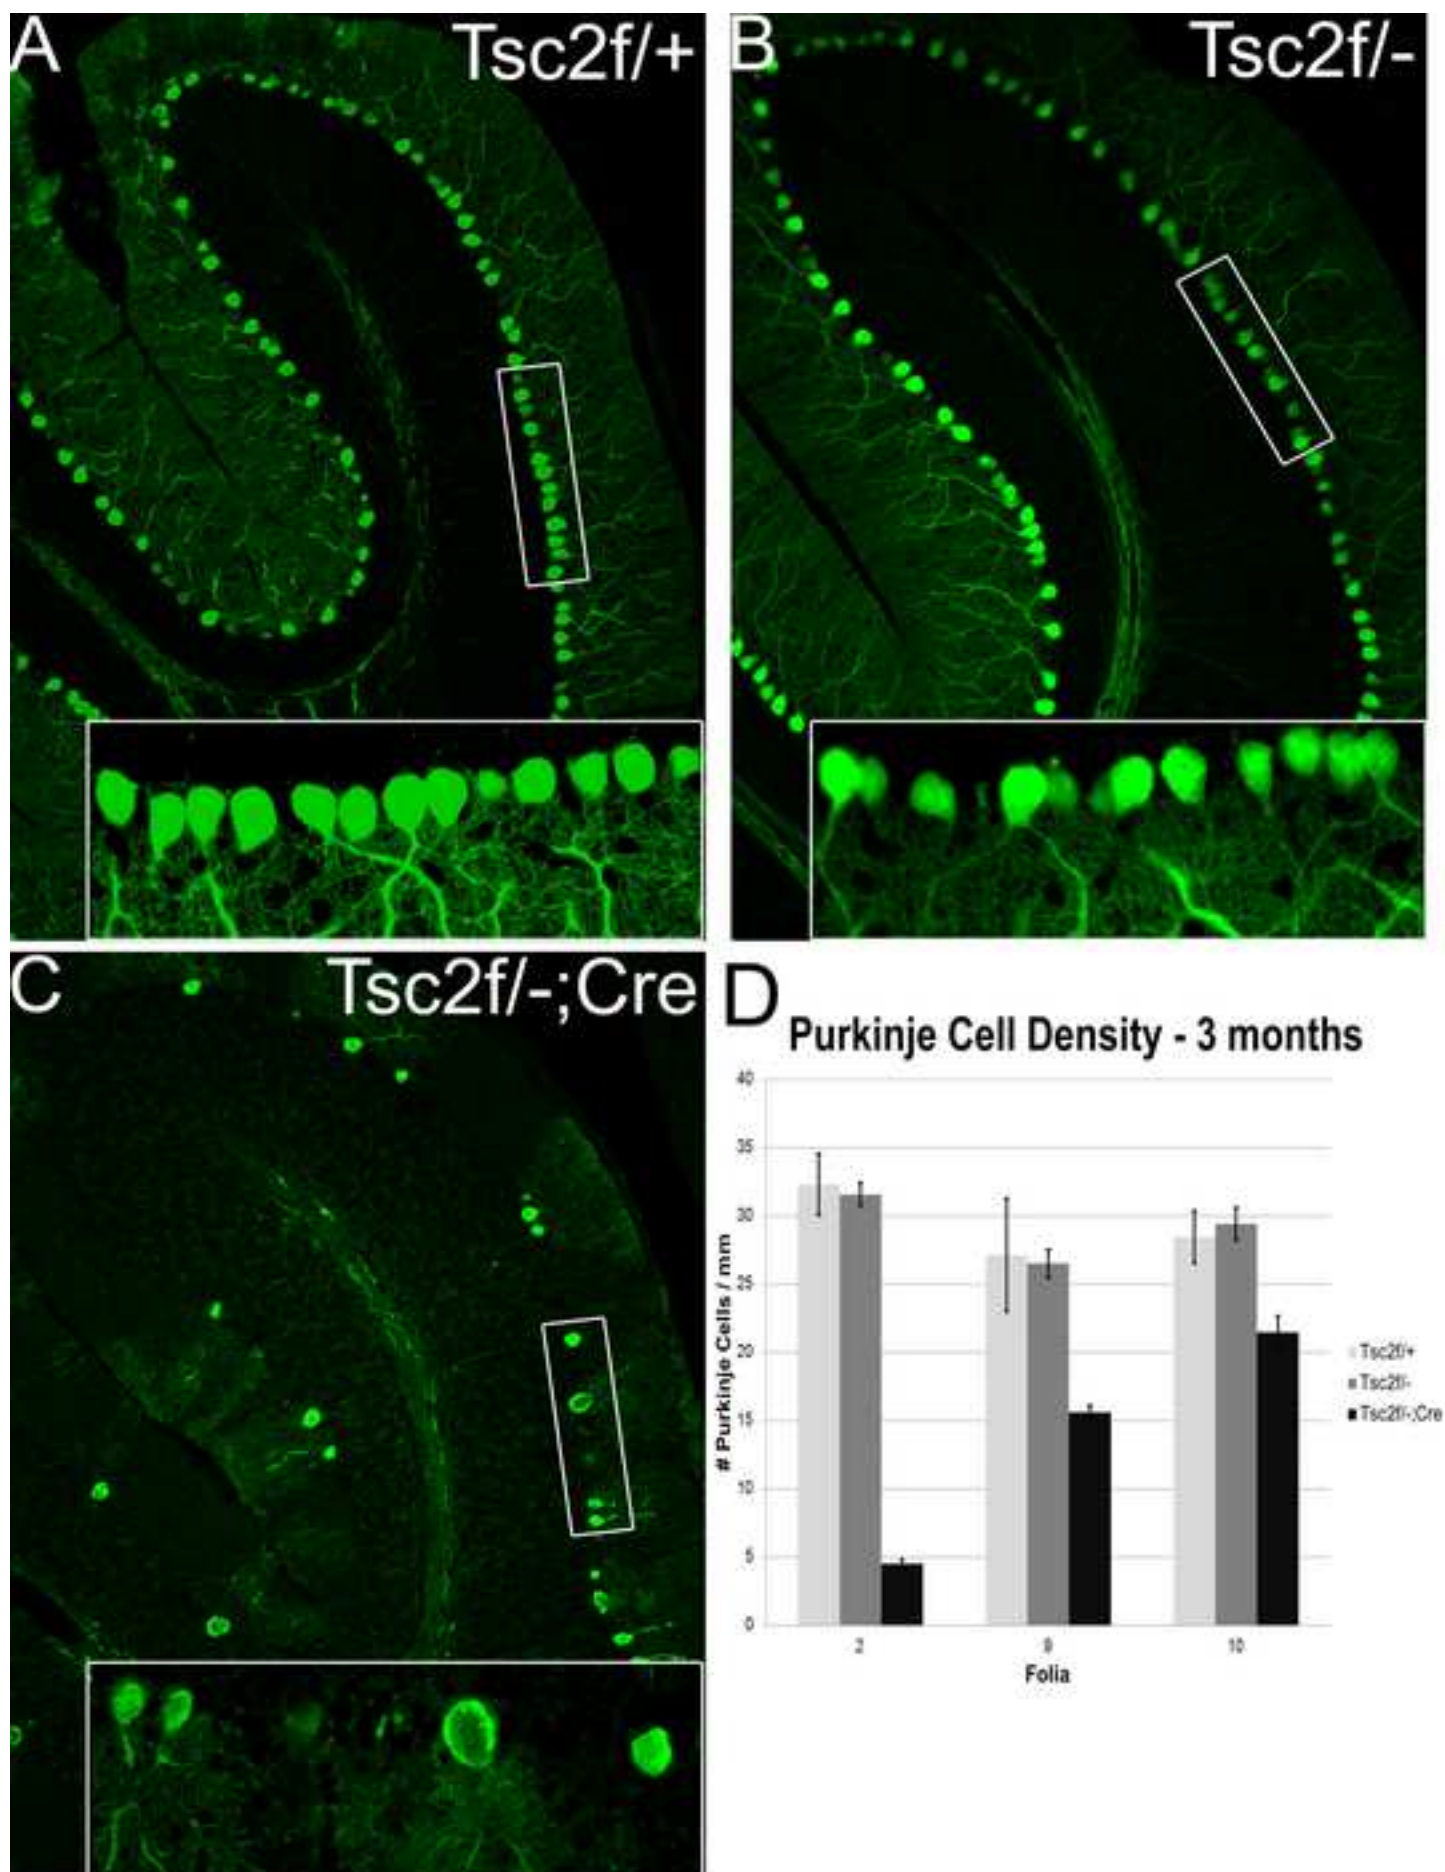 A
Tsc2f/+
B
Tsc2f/-
C
Tsc2f/-;Cre
D
Purkinje Cell Density - 3 months
40
35
30
25
20
15
10
5
0
# Purkinje Cells / mm
2
9
10
Folia
Tsc2f/+
Tsc2f/-
Tsc2f/-;Cre